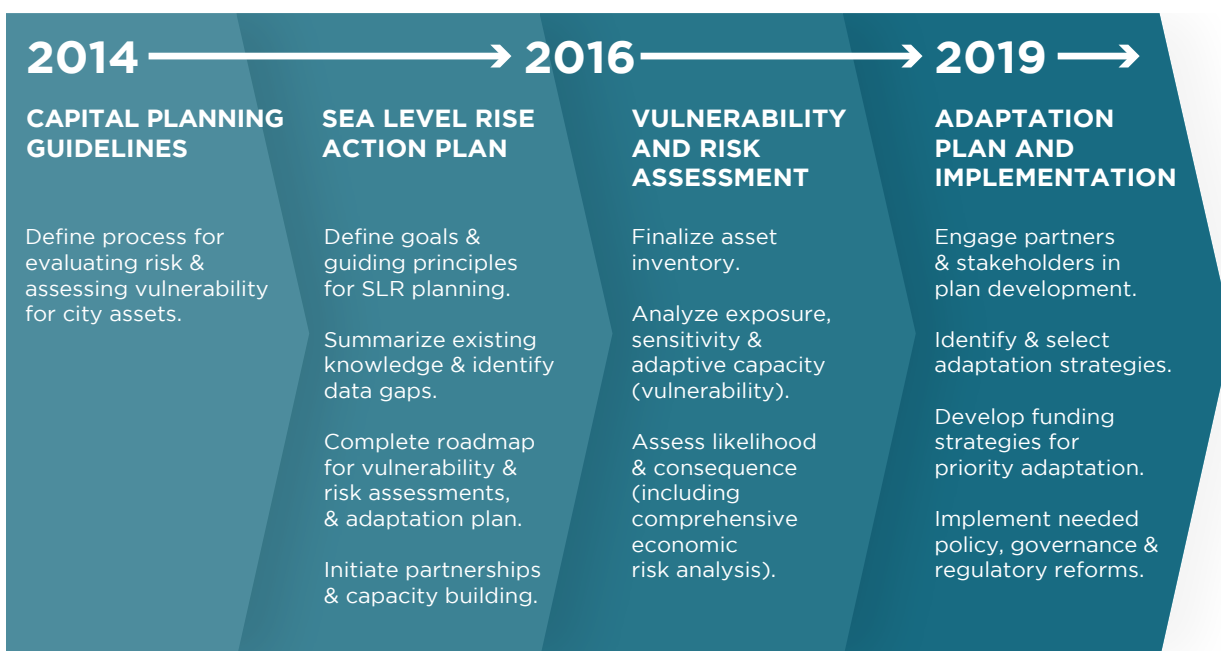 2014
2016
2019
CAPITAL PLANNING
GUIDELINES
Define process for
evaluating risk &
assessing vulnerability
for city assets.
SEA LEVEL RISE
ACTION PLAN
Define goals &
guiding principles
for SLR planning.
Summarize existing
knowledge & identify
data gaps.
Complete roadmap
for vulnerability &
risk assessments,
& adaptation plan.
Initiate partnerships
& capacity building.
VULNERABILITY
AND RISK
ASSESSMENT
Finalize asset
inventory.
Analyze exposure,
sensitivity &
adaptive capacity
(vulnerability).
Assess likelihood
& consequence
(including
comprehensive
economic
risk analysis).
ADAPTATION
PLAN AND
IMPLEMENTATION
Engage partners
& stakeholders in
plan development.
Identify & select
adaptation strategies.
Develop funding
strategies for
priority adaptation.
Implement needed
policy, governance &
regulatory reforms.